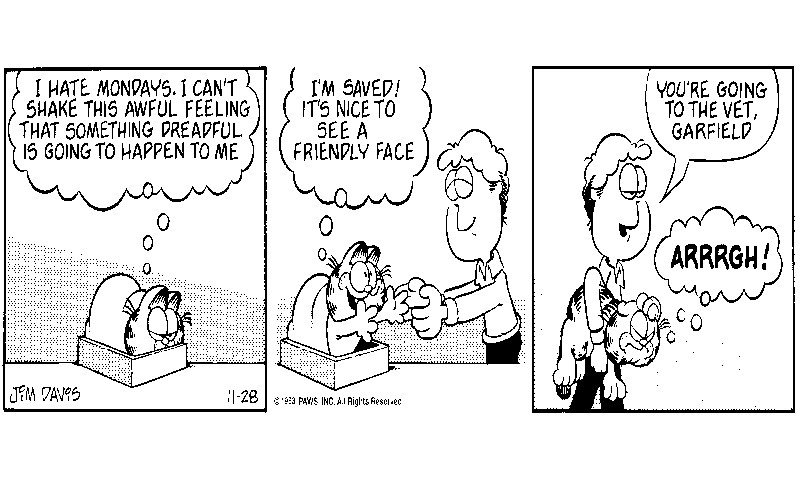 I HATE MONDAYS. I CAN'T
SHAKE THIS AWFUL FEELING
THAT SOMETHING DREADFUL
IS GOING TO HAPPEN TO ME
JIM DAVIS
11-28
I'M SAVED!
IT'S NICE TO
SEE A
FRIENDLY FACE
© PAWS, INC. All Rights Reserved
YOU'RE GOING
TO THE VET,
GARFIELD
ARRRGH!